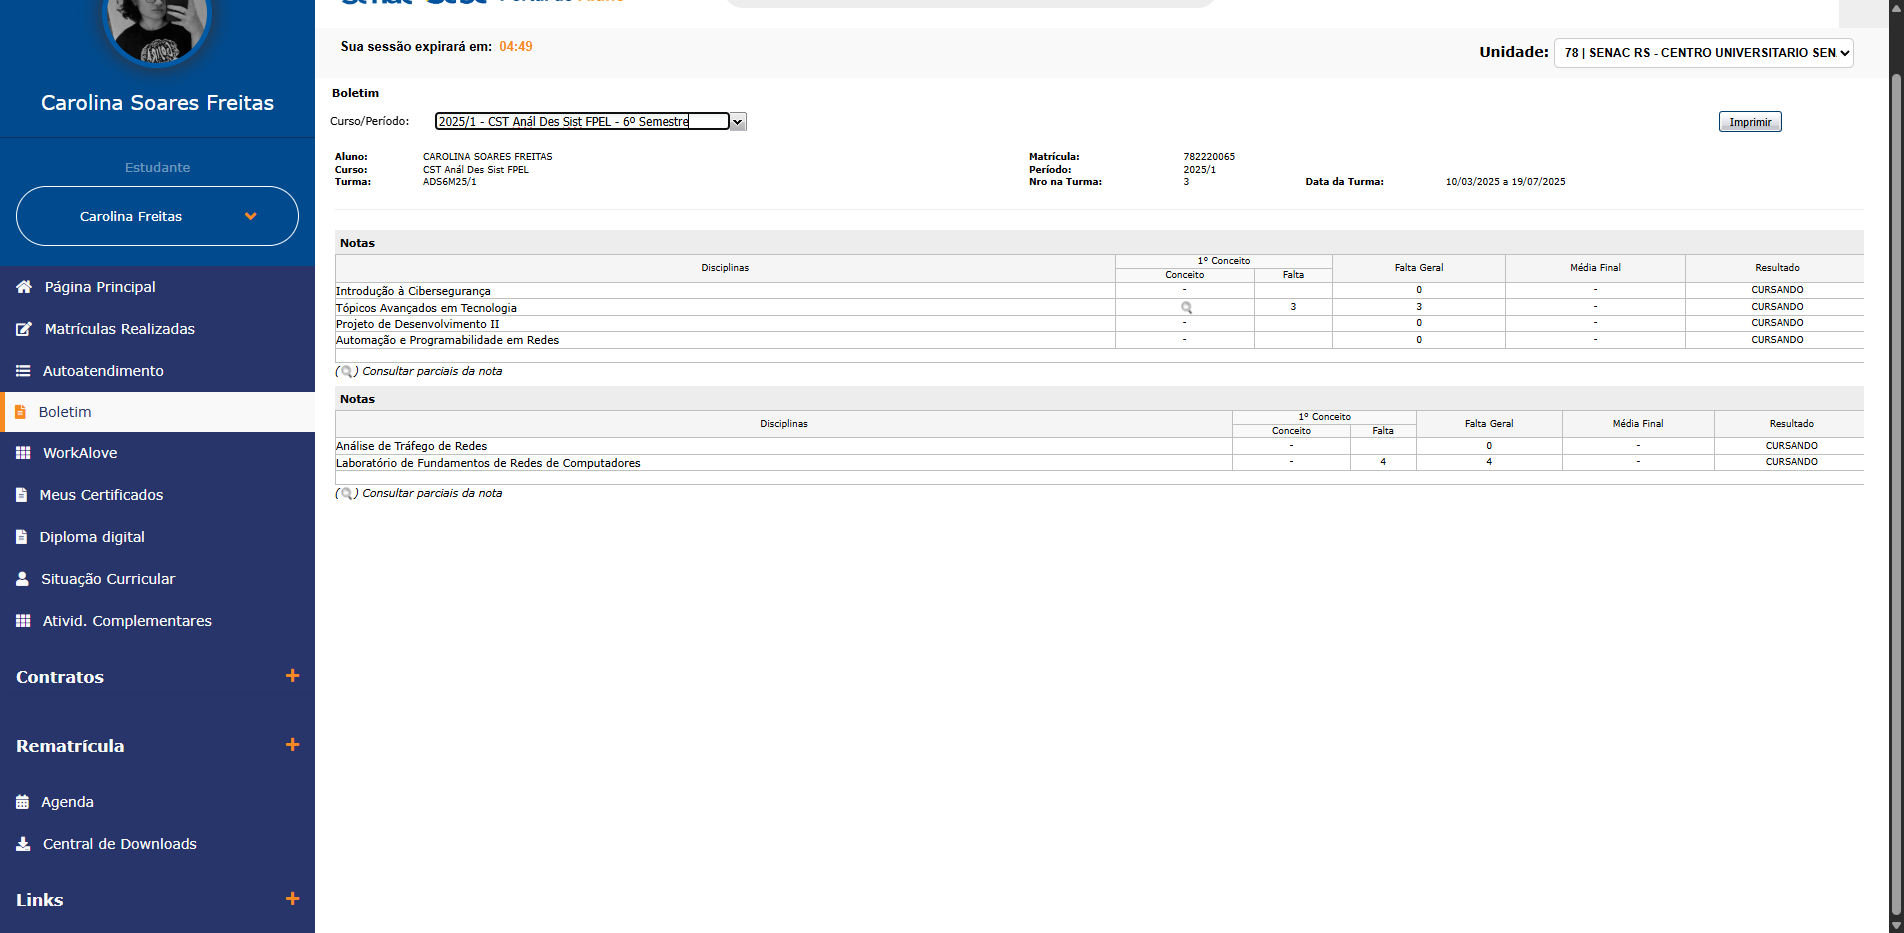 Carolina Soares Freitas
Estudante
Carolina Freitas
Página Principal
Matrículas Realizadas
Autoatendimento
Boletim
WorkAlove
Meus Certificados
Diploma digital
Situação Curricular
Ativid. Complementares
Contratos
Rematrícula
Agenda
Central de Downloads
Links
Sua sessão expirará em: 04:49
Unidade: 78 | SENAC RS - CENTRO UNIVERSITARIO SEN
Boletim
Curso/Período: 2025/1 - CST Anál Des Sist FPEL - 6º Semestre
Imprimir
Aluno: CAROLINA SOARES FREITAS Matrícula: 782220065
Curso: CST Anál Des Sist FPEL Período: 2025/1
Turma: ADS6M25/1 Nro na Turma: 3 Data da Turma: 10/03/2025 a 19/07/2025
Notas
Disciplinas 1º Conceito Falta Geral Média Final Resultado
Conceito Falta
Introdução à Cibersegurança - 0 - CURSANDO
Tópicos Avançados em Tecnologia 3 3 - CURSANDO
Projeto de Desenvolvimento II - 0 - CURSANDO
Automação e Programabilidade em Redes - 0 - CURSANDO
( ) Consultar parciais da nota
Notas
Disciplinas 1º Conceito Falta Geral Média Final Resultado
Conceito Falta
Análise de Tráfego de Redes - 0 - CURSANDO
Laboratório de Fundamentos de Redes de Computadores - 4 4 - CURSANDO
( ) Consultar parciais da nota